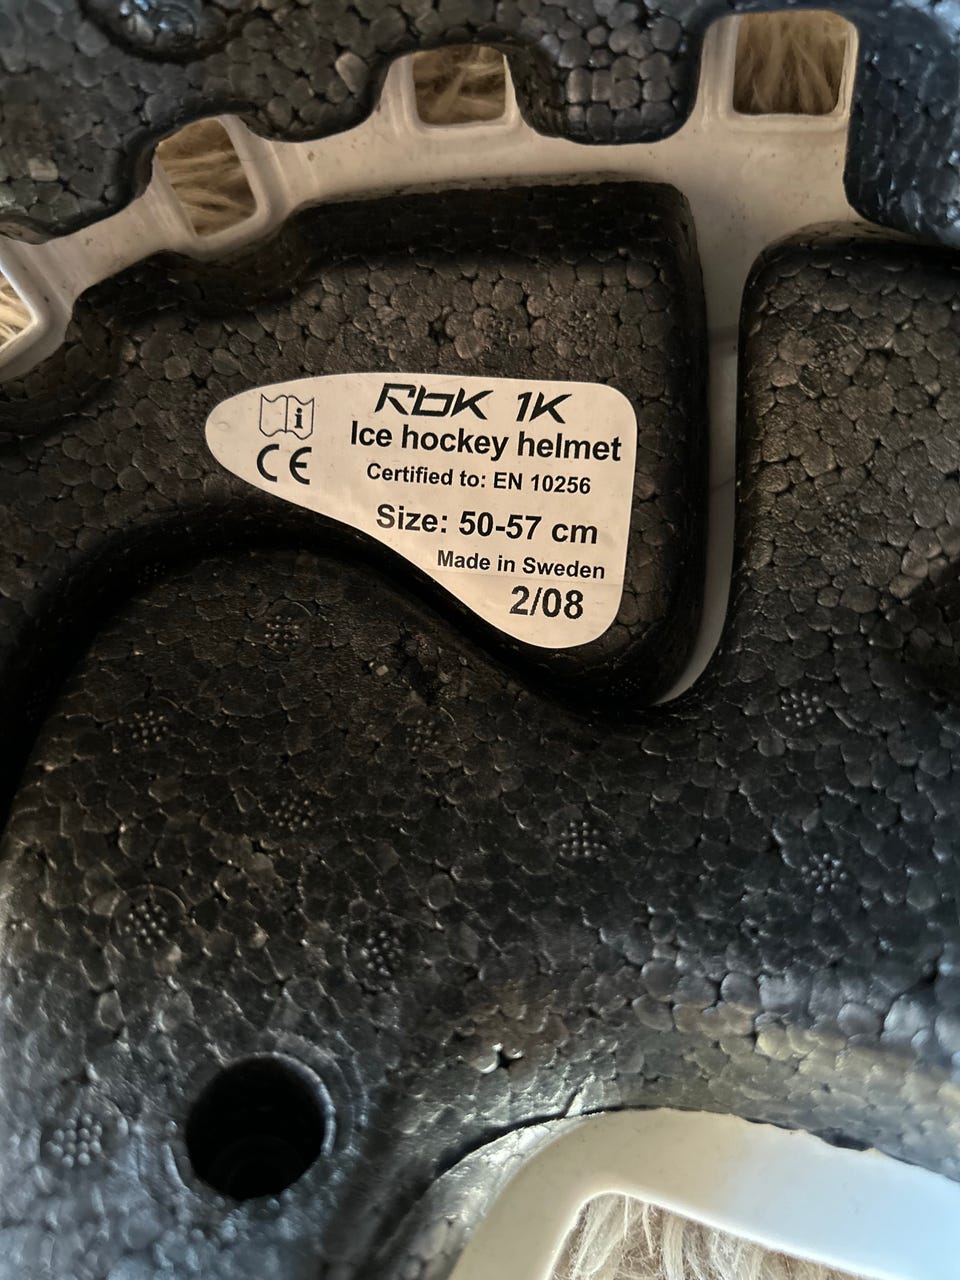 Rbk 1K
Ice hockey helmet
CE
Certified to: EN 10256
Size: 50-57 cm
Made in Sweden
2/08